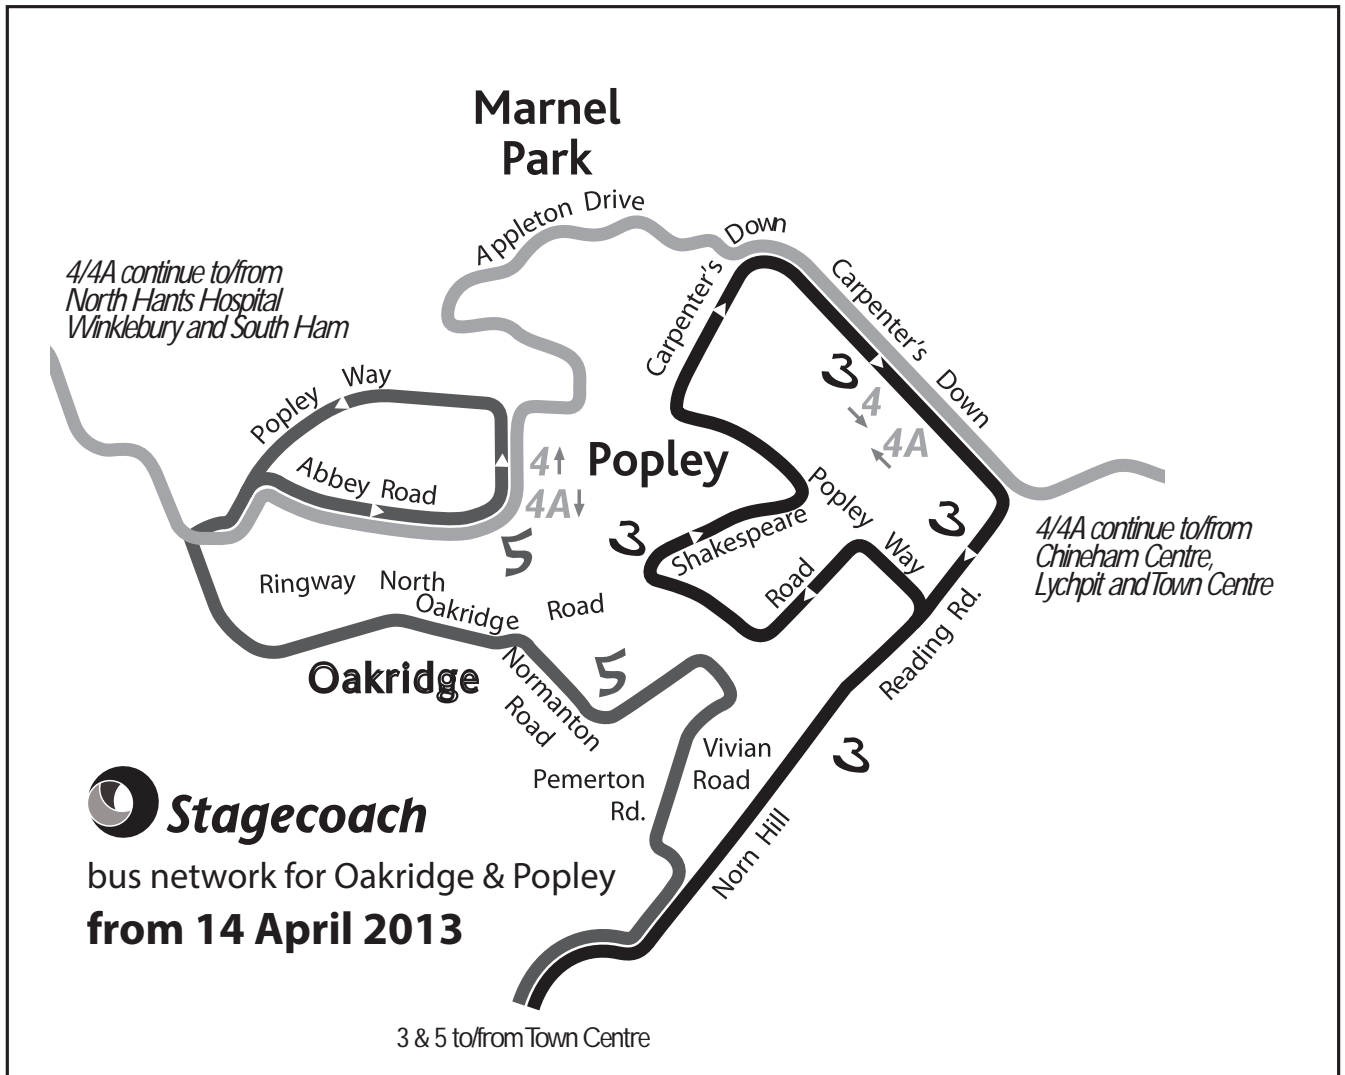 Marnel
Park
Appleton Drive
Down
Carpenter's
Carpenter's
Down
4/4A continue to/from
North Hants Hospital
Winklebury and South Ham
Popley Way
Abbey Road
3
4
4A
4
4A
Popley
5
3
3
Popley
Way
Shakespeare
Road
4/4A continue to/from
Chineham Centre,
Lychpit and Town Centre
Ringway North
Oakridge Road
Oakridge
5
Normanton
Road
Reading Rd.
3
Vivian
Road
Pemerton
Rd.
Norn Hill
Stagecoach
bus network for Oakridge & Popley
from 14 April 2013
3 & 5 to/from Town Centre